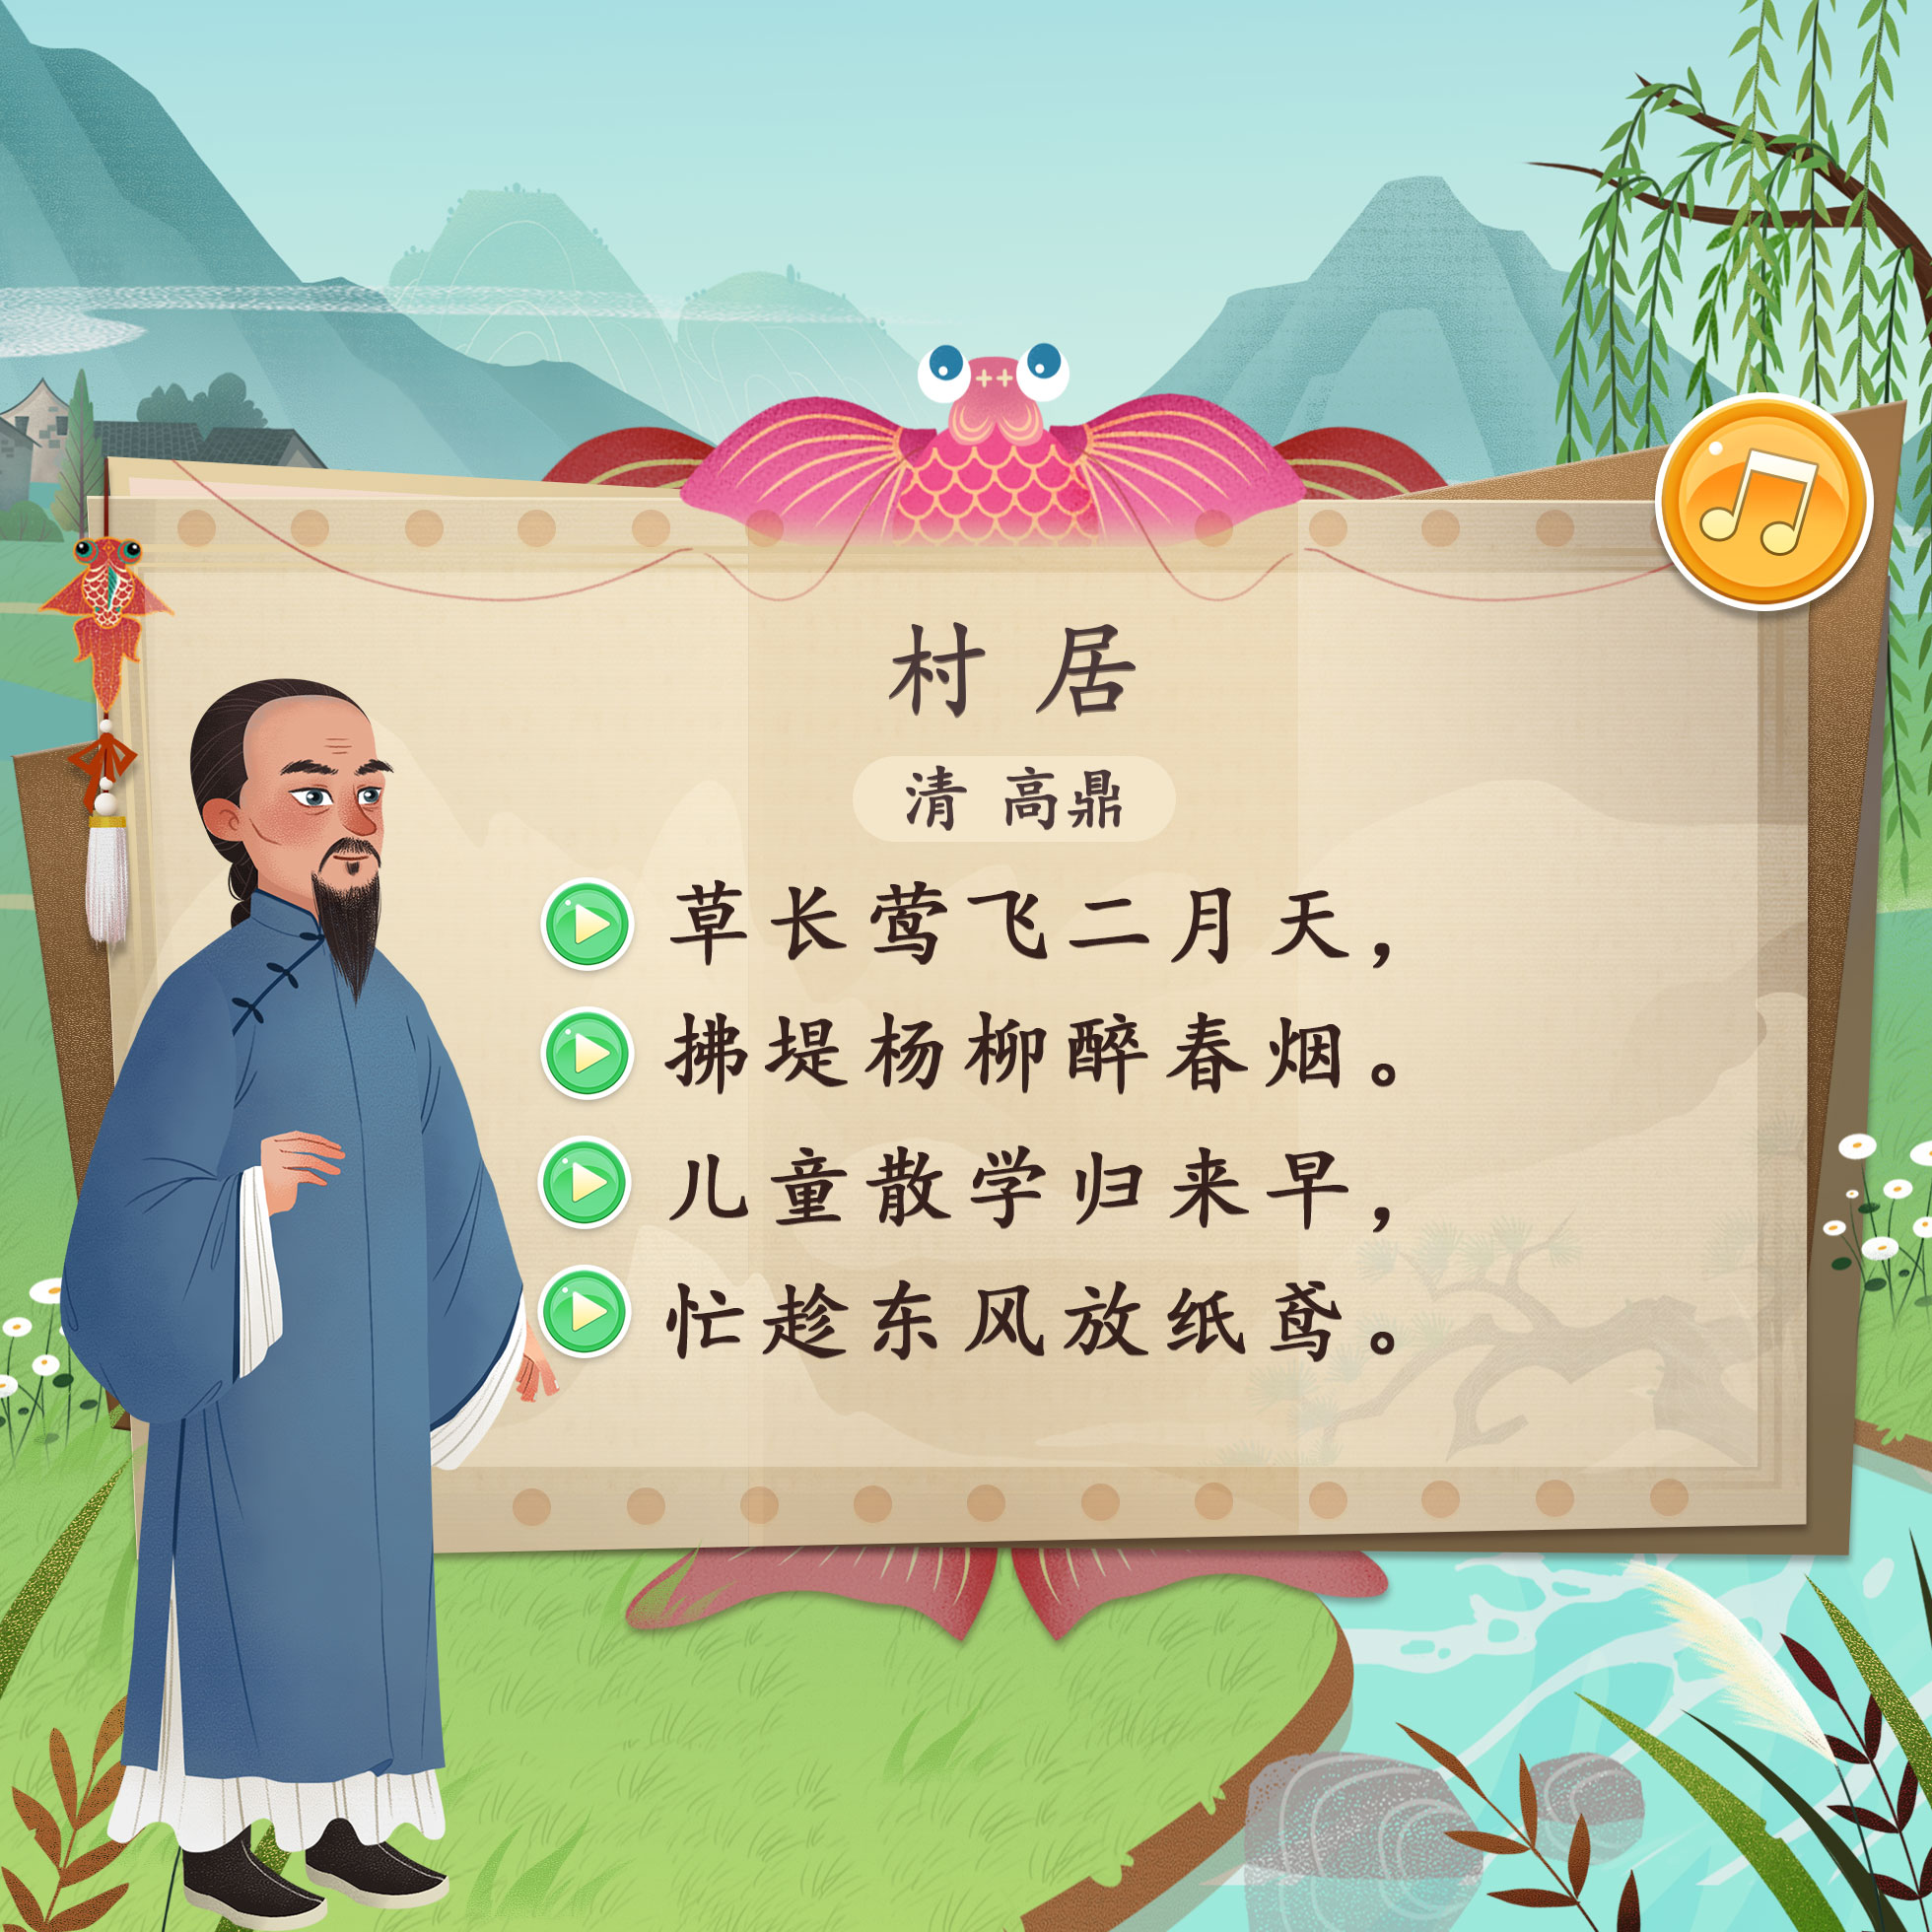 村居
清 高鼎
草长莺飞二月天，
拂堤杨柳醉春烟。
儿童散学归来早，
忙趁东风放纸鸢。